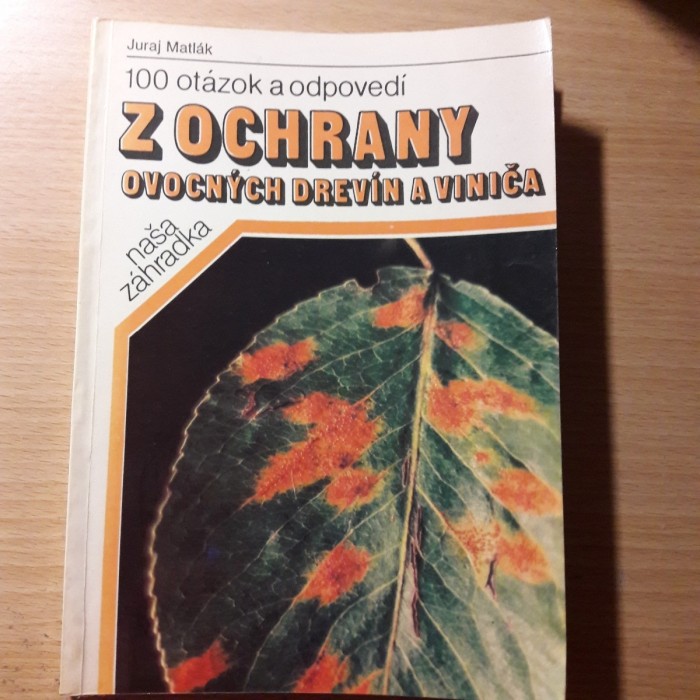 Juraj Matlák
100 otázok a odpovedí
Z OCHRANY
OVOCNÝCH DREVÍN A VINIČA
naša
záhradka